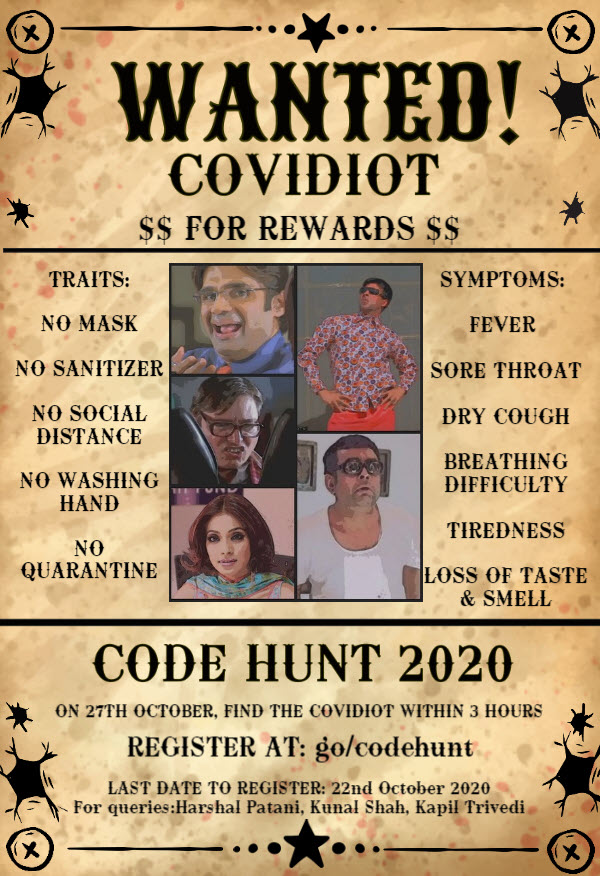 WANTED!
COVIDIOT
$$ FOR REWARDS $$
TRAITS:
NO MASK
NO SANITIZER
NO SOCIAL
DISTANCE
NO WASHING
HAND
NO
QUARANTINE
SYMPTOMS:
FEVER
SORE THROAT
DRY COUGH
BREATHING
DIFFICULTY
TIREDNESS
LOSS OF TASTE
& SMELL
CODE HUNT 2020
ON 27TH OCTOBER, FIND THE COVIDIOT WITHIN 3 HOURS
REGISTER AT: go/codehunt
LAST DATE TO REGISTER: 22nd October 2020
For queries:Harshal Patani, Kunal Shah, Kapil Trivedi